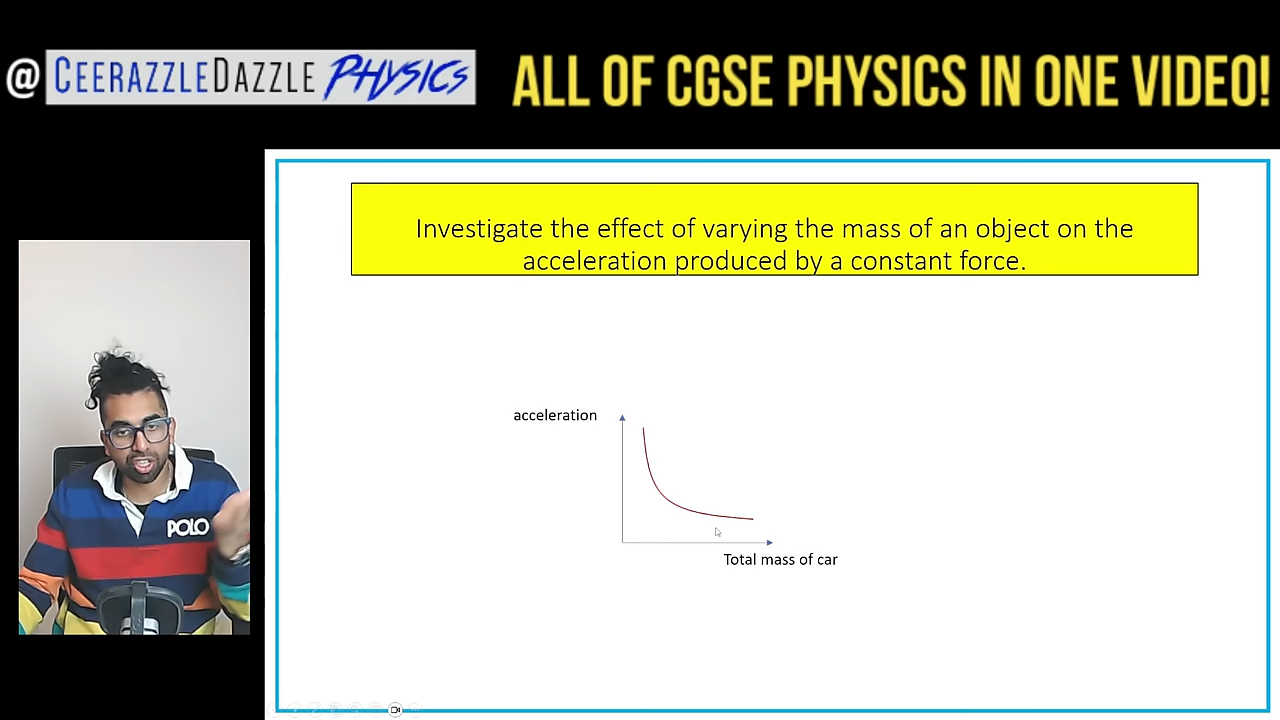 @ CEERAZZLEDAZZLE PHYSICS
ALL OF CGSE PHYSICS IN ONE VIDEO!
Investigate the effect of varying the mass of an object on the
acceleration produced by a constant force.
acceleration
Total mass of car
POLO